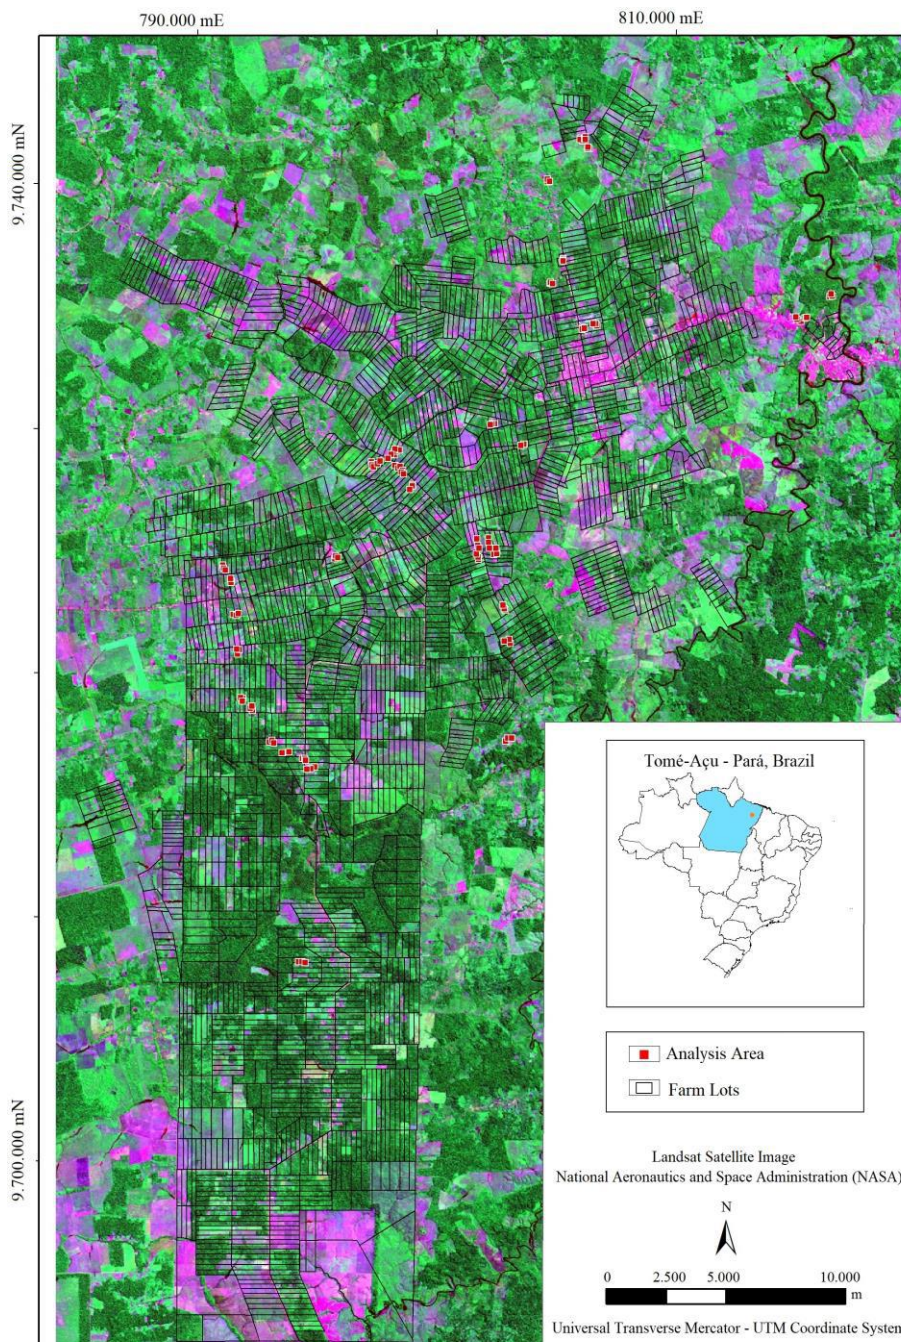 790.000 mE
810.000 mE
9.740.000 mN
9.700.000 mN
Tomé-Açu - Pará, Brazil
Analysis Area
Farm Lots
Landsat Satellite Image
National Aeronautics and Space Administration (NASA)
N
0 2.500 5.000 10.000
m
Universal Transverse Mercator - UTM Coordinate System